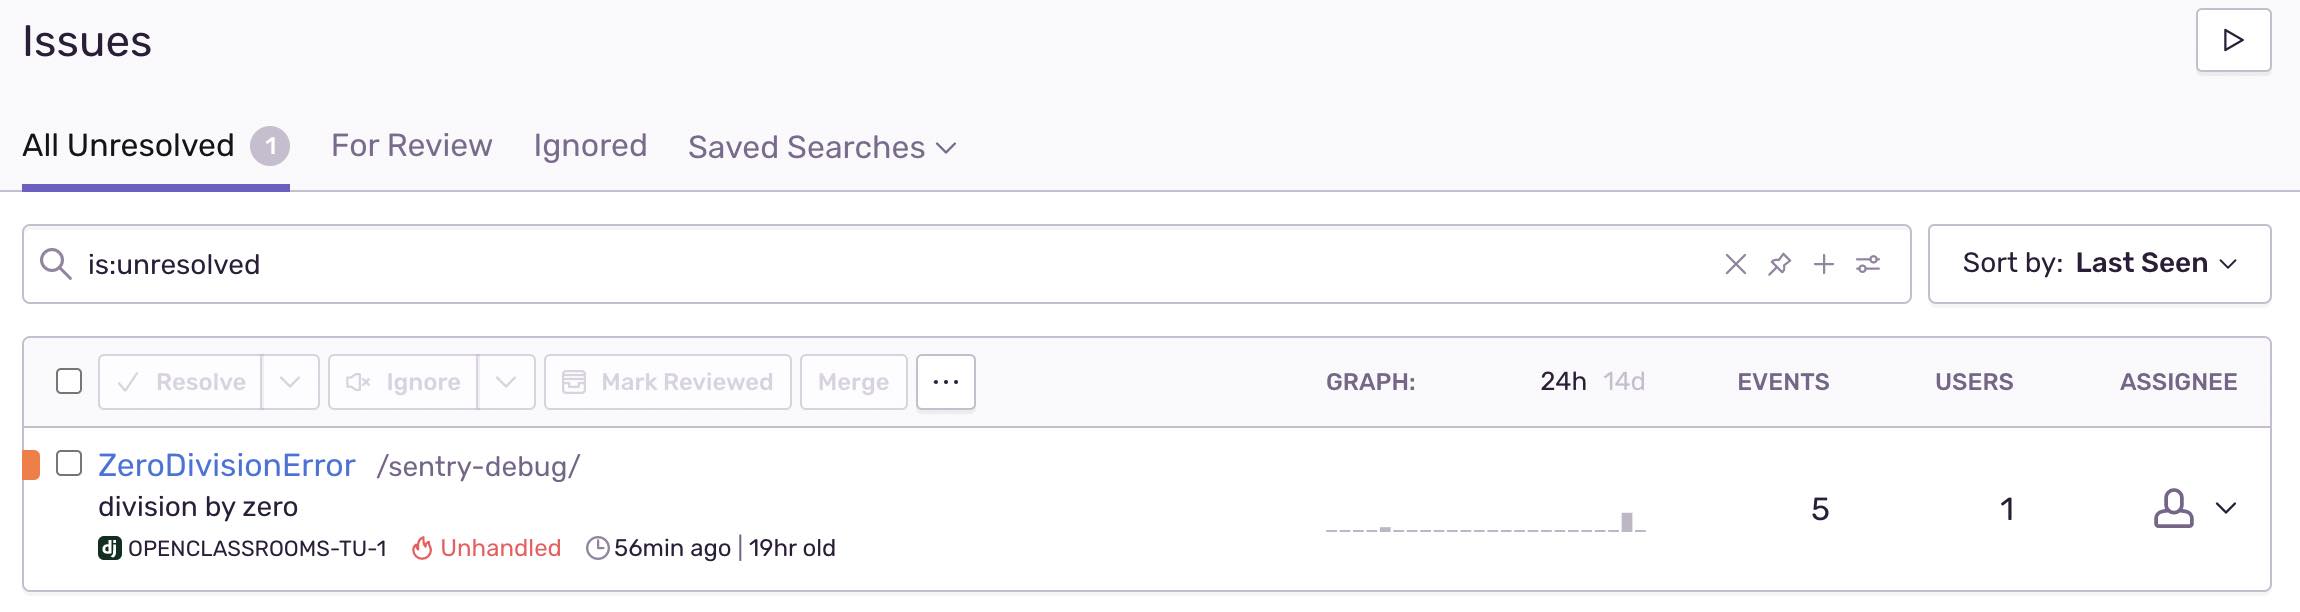 Issues
All Unresolved 1 For Review Ignored Saved Searches
is:unresolved Sort by: Last Seen
Resolve Ignore Mark Reviewed Merge ... GRAPH: 24h 14d EVENTS USERS ASSIGNEE
ZeroDivisionError /sentry-debug/
division by zero 5 1
dj OPENCLASSROOMS-TU-1 Unhandled 56min ago | 19hr old